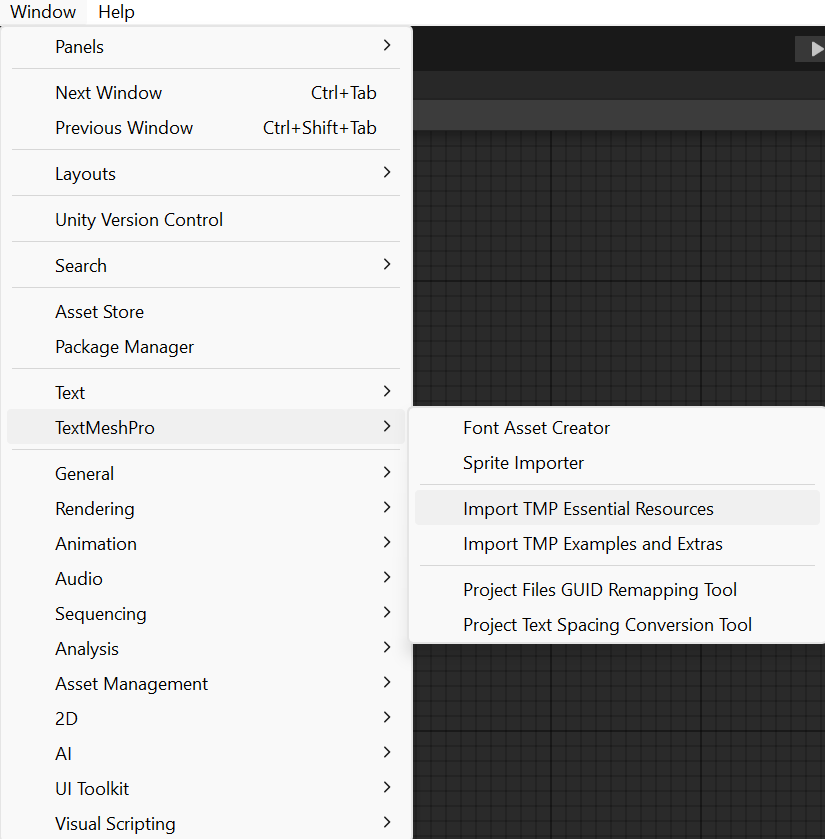 Window Help
Panels
Next Window Ctrl+Tab
Previous Window Ctrl+Shift+Tab
Layouts
Unity Version Control
Search
Asset Store
Package Manager
Text
TextMeshPro
General
Rendering
Animation
Audio
Sequencing
Analysis
Asset Management
2D
AI
UI Toolkit
Visual Scripting
Font Asset Creator
Sprite Importer
Import TMP Essential Resources
Import TMP Examples and Extras
Project Files GUID Remapping Tool
Project Text Spacing Conversion Tool